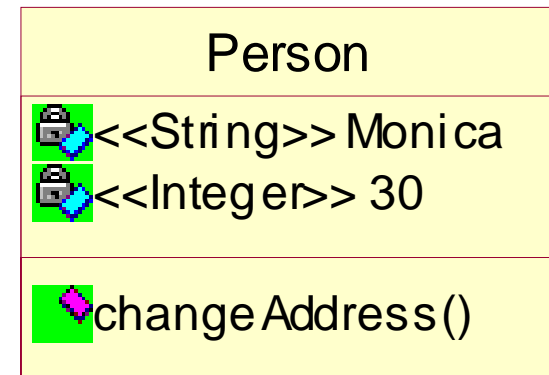 Person
<<String>> Monica
<<Integer>> 30
changeAddress()